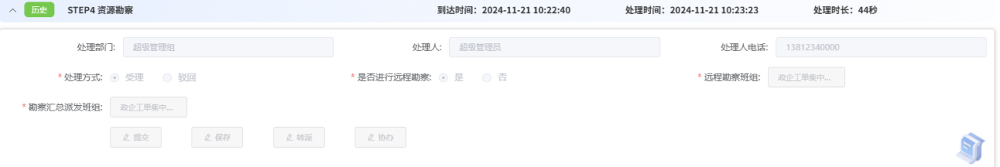 历史 STEP4 资源勘察 到达时间：2024-11-21 10:22:40 处理时间：2024-11-21 10:23:23 处理时长：44秒
处理部门: 超级管理组 处理人: 超级管理员 处理人电话: 13812340000
* 处理方式: 受理 驳回 * 是否进行远程勘察: 是 否 * 远程勘察班组: 政企工单集中...
* 勘察汇总派发班组: 政企工单集中...
提交 保存 转派 协办